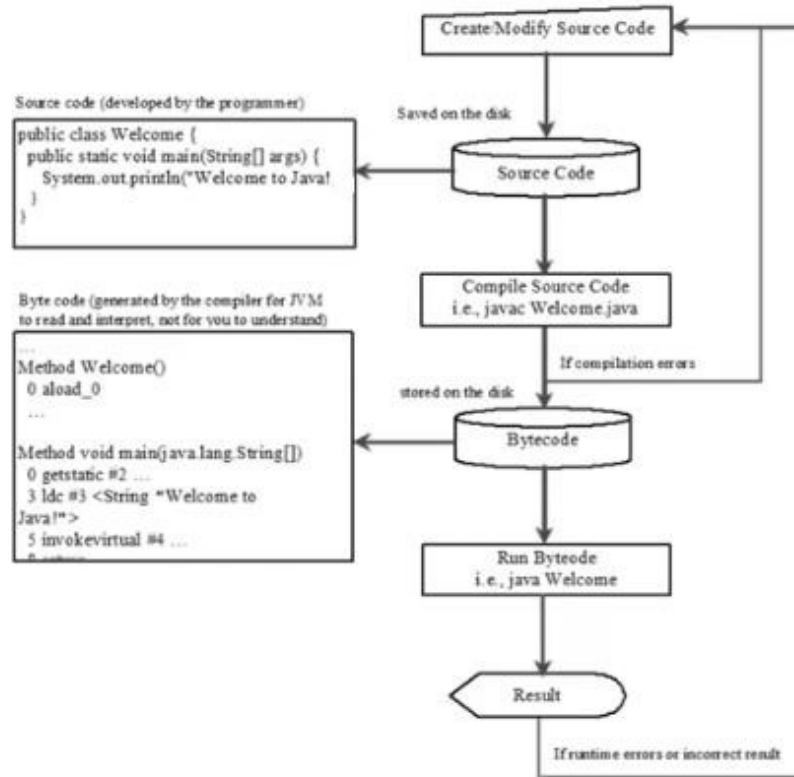 Create/Modify Source Code
Source code (developed by the programmer)
public class Welcome {
public static void main(String[] args) {
System.out.println("Welcome to Java!
}
}
Saved on the disk
Source Code
Compile Source Code
i.e., javac Welcome.java
If compilation errors
Byte code (generated by the compiler for JVM
to read and interpret, not for you to understand)
…
Method Welcome()
0 aload_0
…
Method void main(java.lang.String[])
0 getstatic #2 …
3 ldc #3 <String "Welcome to
Java!">
5 invokevirtual #4 …
stored on the disk
Bytecode
Run Byteode
i.e., java Welcome
Result
If runtime errors or incorrect result